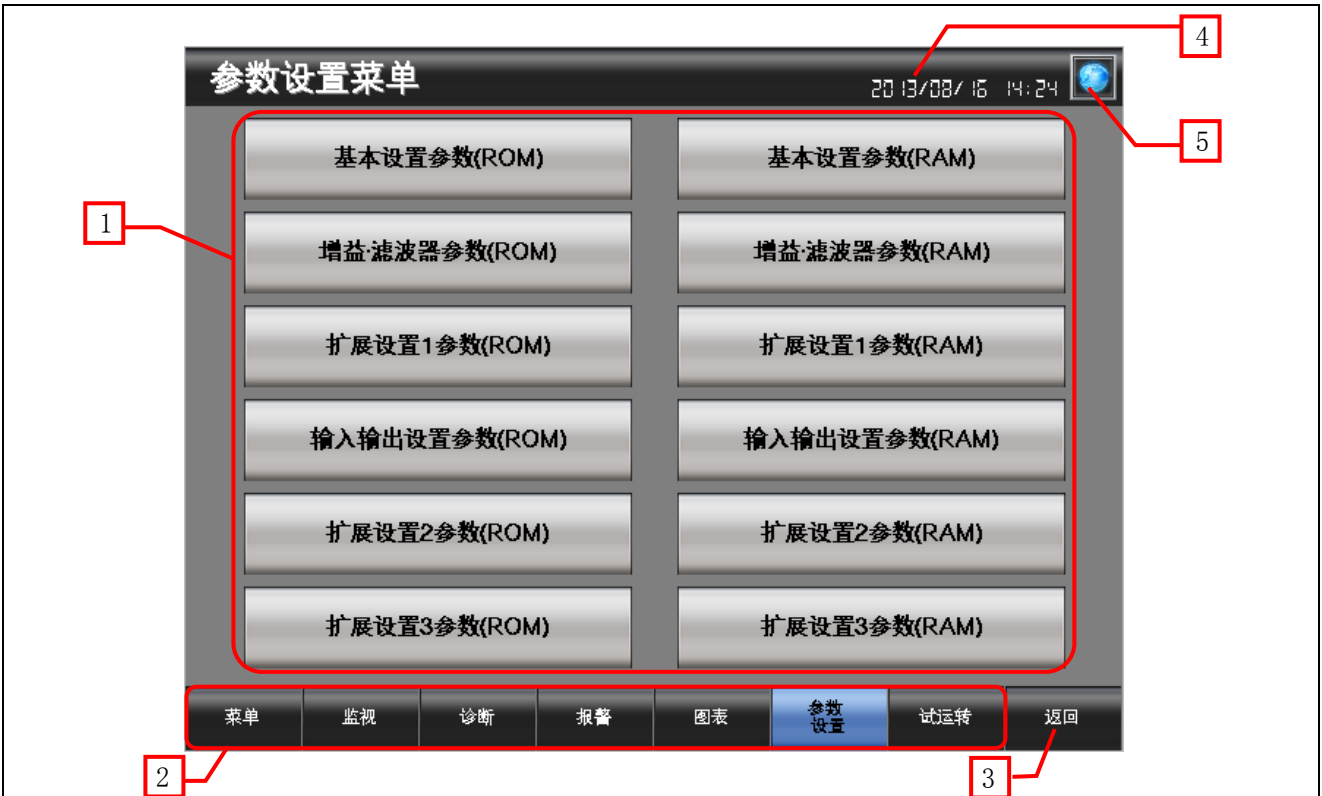 4
参数设置菜单
2013/08/16 14:24
5
基本设置参数(ROM) 基本设置参数(RAM)
1
增益·滤波器参数(ROM) 增益·滤波器参数(RAM)
扩展设置1参数(ROM) 扩展设置1参数(RAM)
输入输出设置参数(ROM) 输入输出设置参数(RAM)
扩展设置2参数(ROM) 扩展设置2参数(RAM)
扩展设置3参数(ROM) 扩展设置3参数(RAM)
菜单 监视 诊断 报警 图表 参数 试运转 返回
设置
2 3